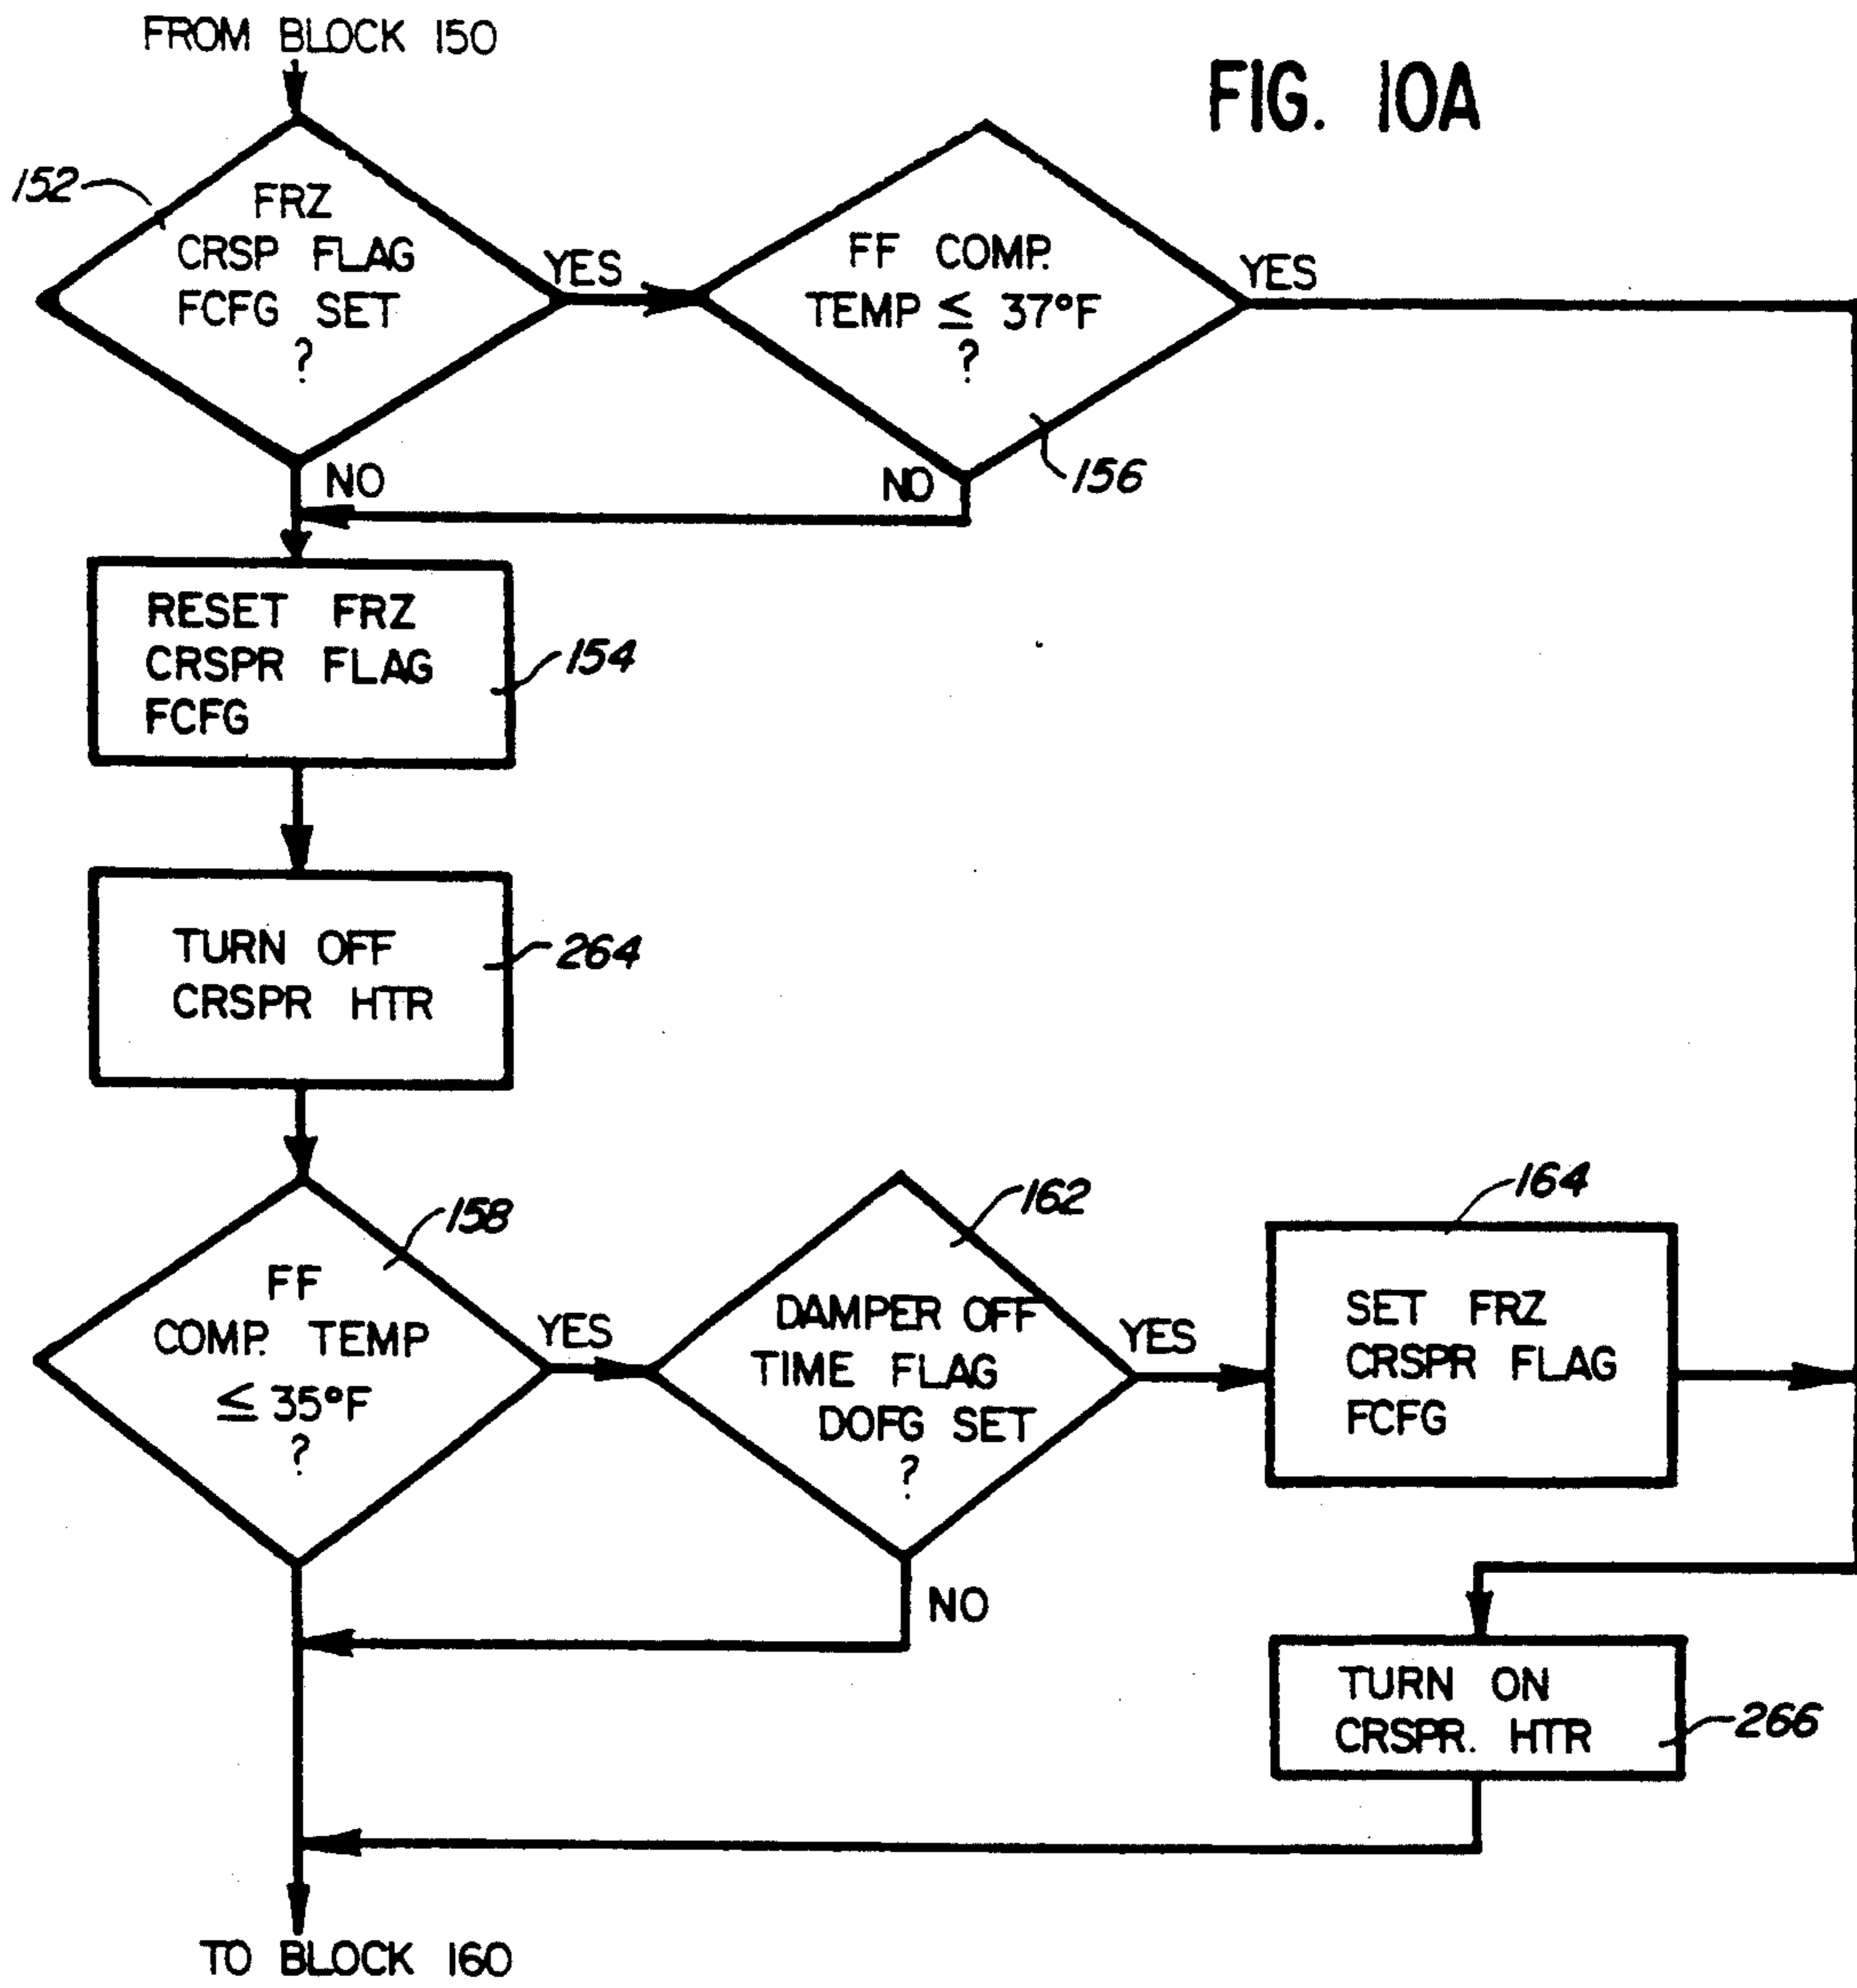 FROM BLOCK 150
FIG. 10A
152
FRZ
CRSP FLAG
FCFG SET
?
YES
FF COMP.
TEMP ≤ 37°F
?
YES
156
NO
NO
RESET FRZ
CRSPR FLAG
FCFG
154
TURN OFF
CRSPR HTR
264
158
FF
COMP. TEMP
≤ 35°F
?
YES
162
DAMPER OFF
TIME FLAG
DOFG SET
?
YES
NO
164
SET FRZ
CRSPR FLAG
FCFG
TURN ON
CRSPR. HTR
266
TO BLOCK 160